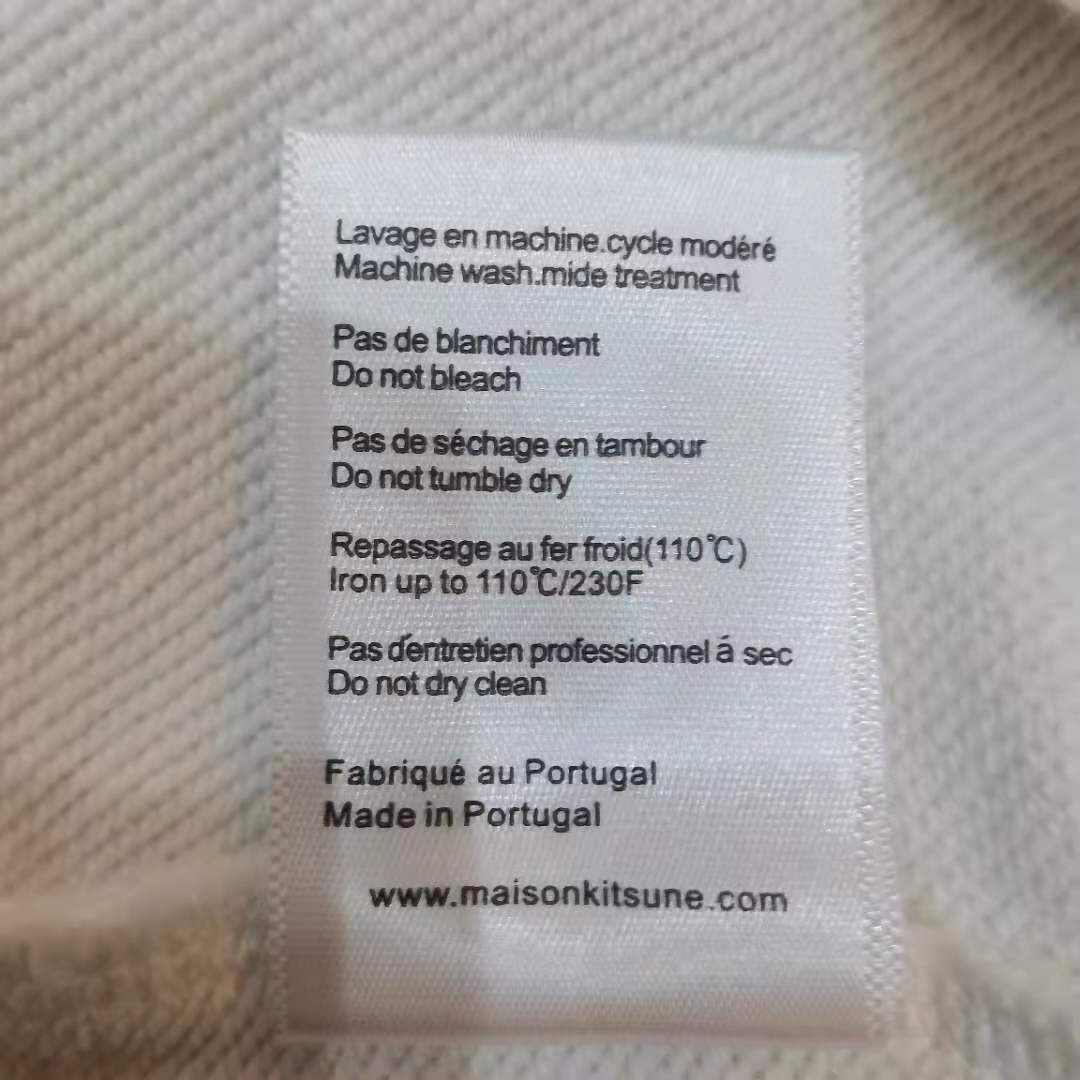 Lavage en machine.cycle modéré
Machine wash.mide treatment
Pas de blanchiment
Do not bleach
Pas de séchage en tambour
Do not tumble dry
Repassage au fer froid(110℃)
Iron up to 110℃/230F
Pas d'entretien professionnel á sec
Do not dry clean
Fabriqué au Portugal
Made in Portugal
www.maisonkitsune.com